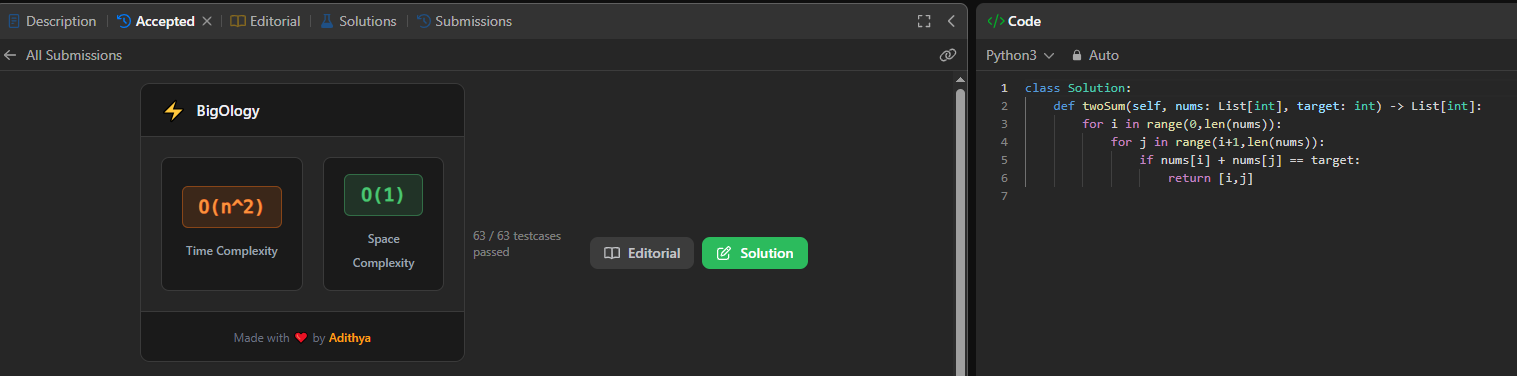 Description
Accepted
Editorial
Solutions
Submissions
All Submissions
BigOlogy
O(n^2)
Time Complexity
O(1)
Space
Complexity
63 / 63 testcases
passed
Editorial
Solution
Made with ❤️ by Adithya
</> Code
Python3
Auto
1 class Solution:
2     def twoSum(self, nums: List[int], target: int) -> List[int]:
3         for i in range(0,len(nums)):
4             for j in range(i+1,len(nums)):
5                 if nums[i] + nums[j] == target:
6                     return [i,j]
7